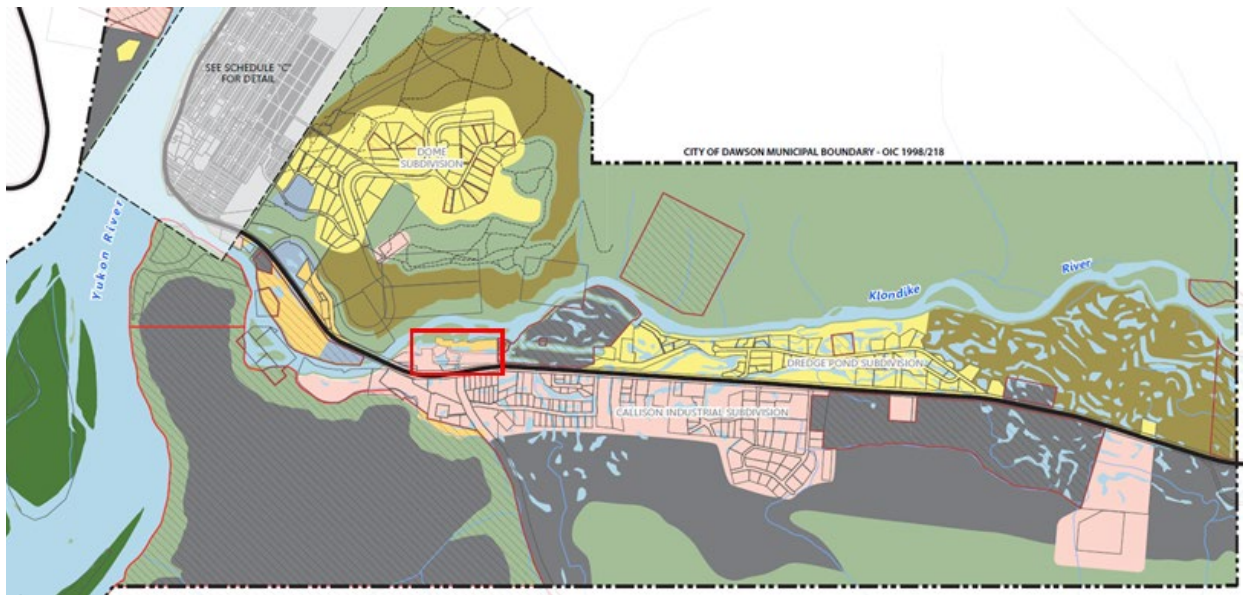 SEE SCHEDULE "C"
FOR DETAIL
DOME
SUBDIVISION
CITY OF DAWSON MUNICIPAL BOUNDARY - OIC 1998/218
Yukon River
Klondike River
DREDGE POND SUBDIVISION
CALLISON INDUSTRIAL SUBDIVISION